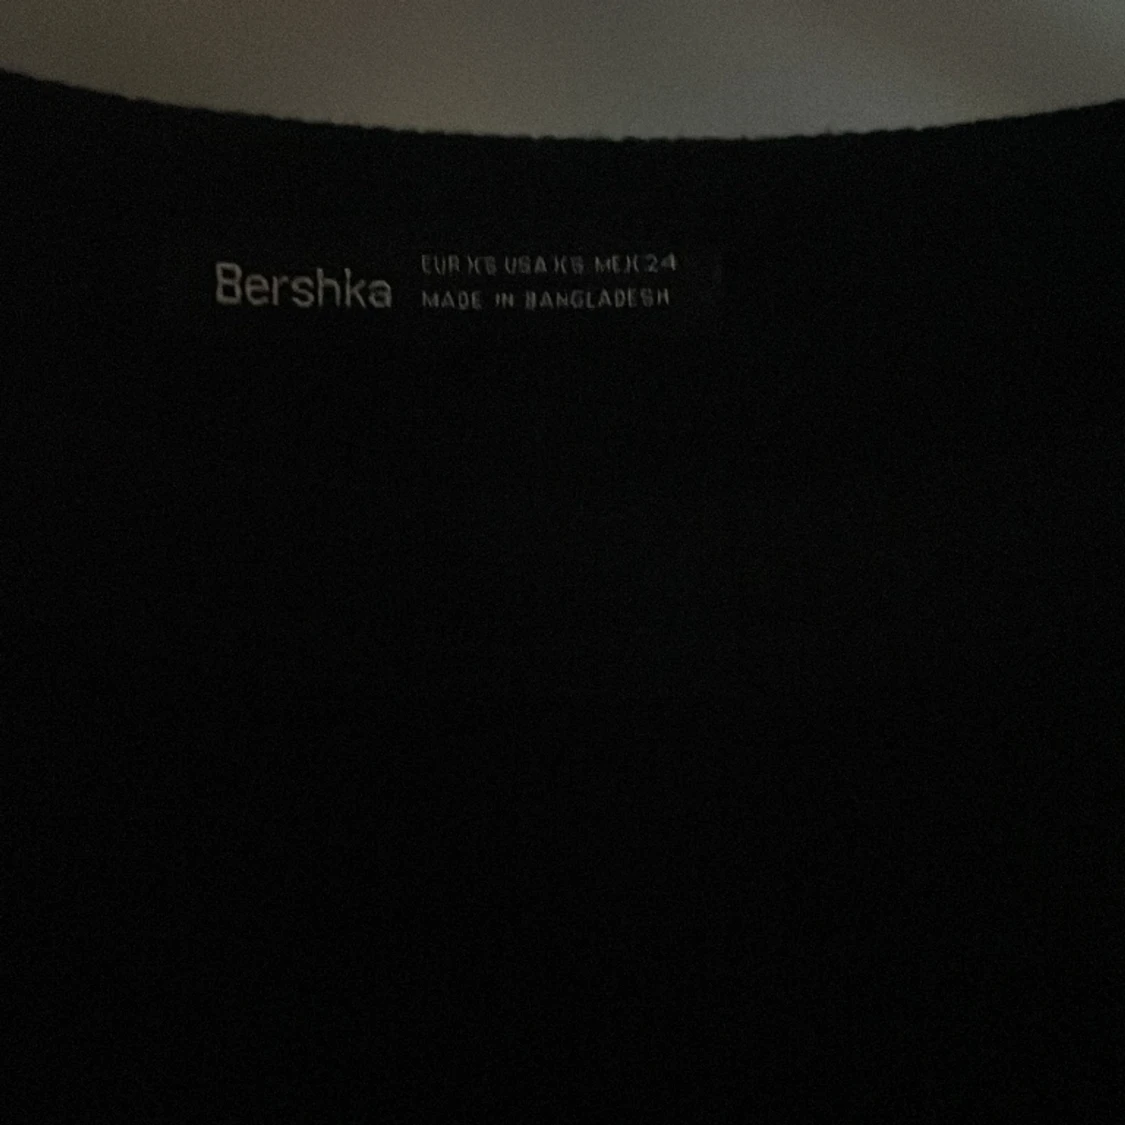 Bershka
EUR XS USA XS MEX 24
MADE IN BANGLADESH